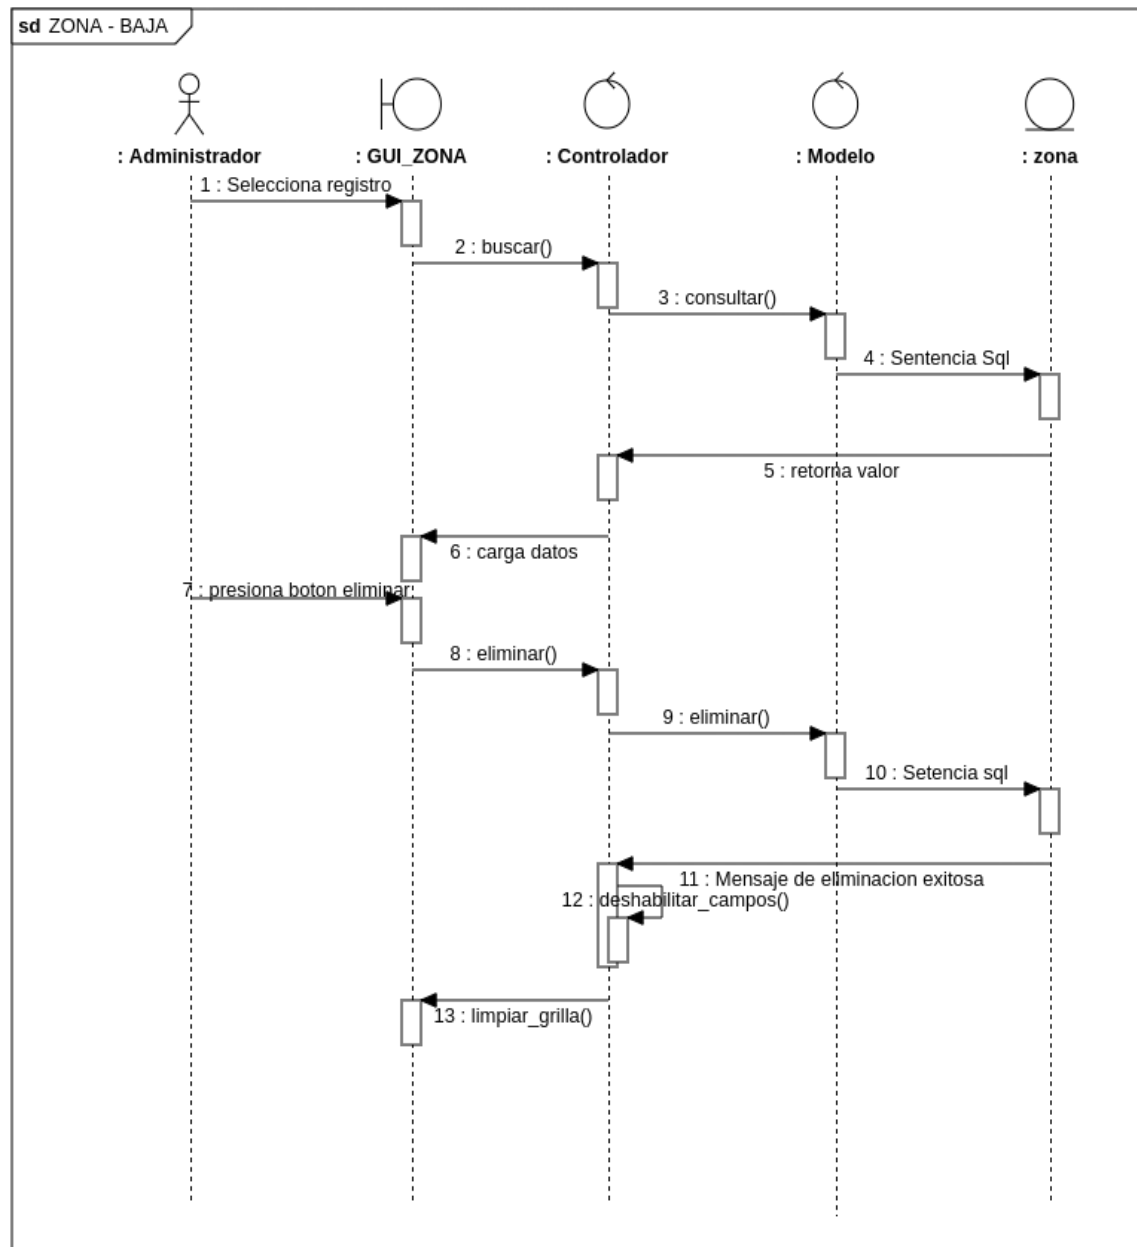 sd ZONA - BAJA
: Administrador : GUI_ZONA : Controlador : Modelo : zona
1 : Selecciona registro
2 : buscar()
3 : consultar()
4 : Sentencia Sql
5 : retorna valor
6 : carga datos
7 : presiona boton eliminar
8 : eliminar()
9 : eliminar()
10 : Setencia sql
11 : Mensaje de eliminacion exitosa
12 : deshabilitar_campos()
13 : limpiar_grilla()